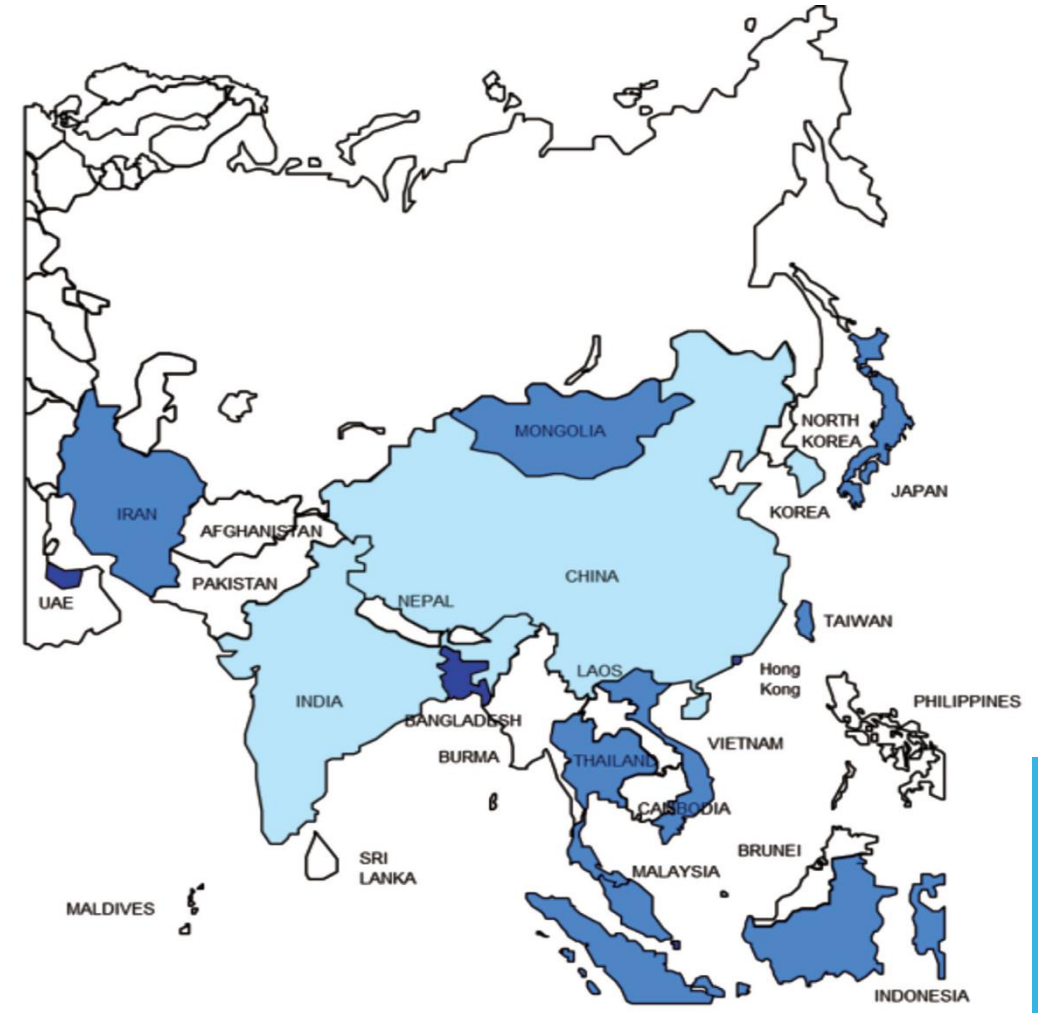 MONGOLIA
NORTH
KOREA
JAPAN
KOREA
IRAN
AFGHANISTAN
PAKISTAN
CHINA
UAE
NEPAL
TAIWAN
LAOS
Hong
Kong
INDIA
PHILIPPINES
BANGLADESH
VIETNAM
BURMA
THAILAND
CAMBODIA
BRUNEI
SRI
LANKA
MALAYSIA
MALDIVES
INDONESIA